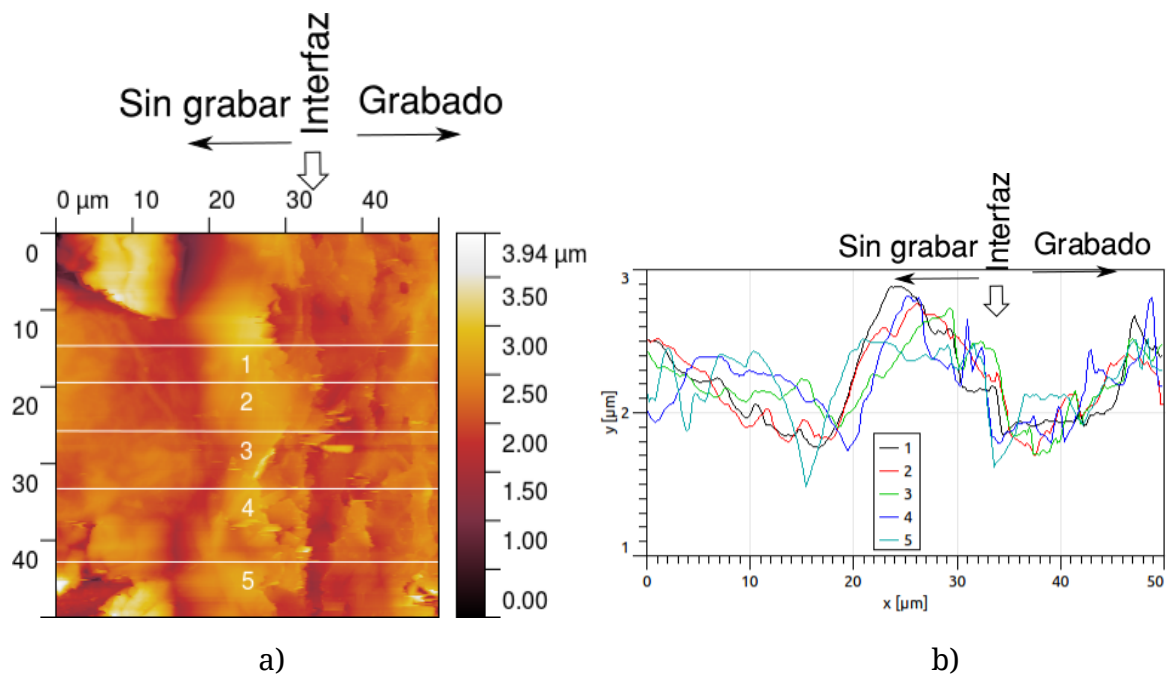 Sin grabar
Interfaz
Grabado
0 µm 10 20 30 40
0
10
20
30
40
1
2
3
4
5
3.94 µm
3.50
3.00
2.50
2.00
1.50
1.00
0.00
a)
Sin grabar
Interfaz
Grabado
3
2
1
y [µm]
1
2
3
4
5
0 10 20 30 40 50
x [µm]
b)